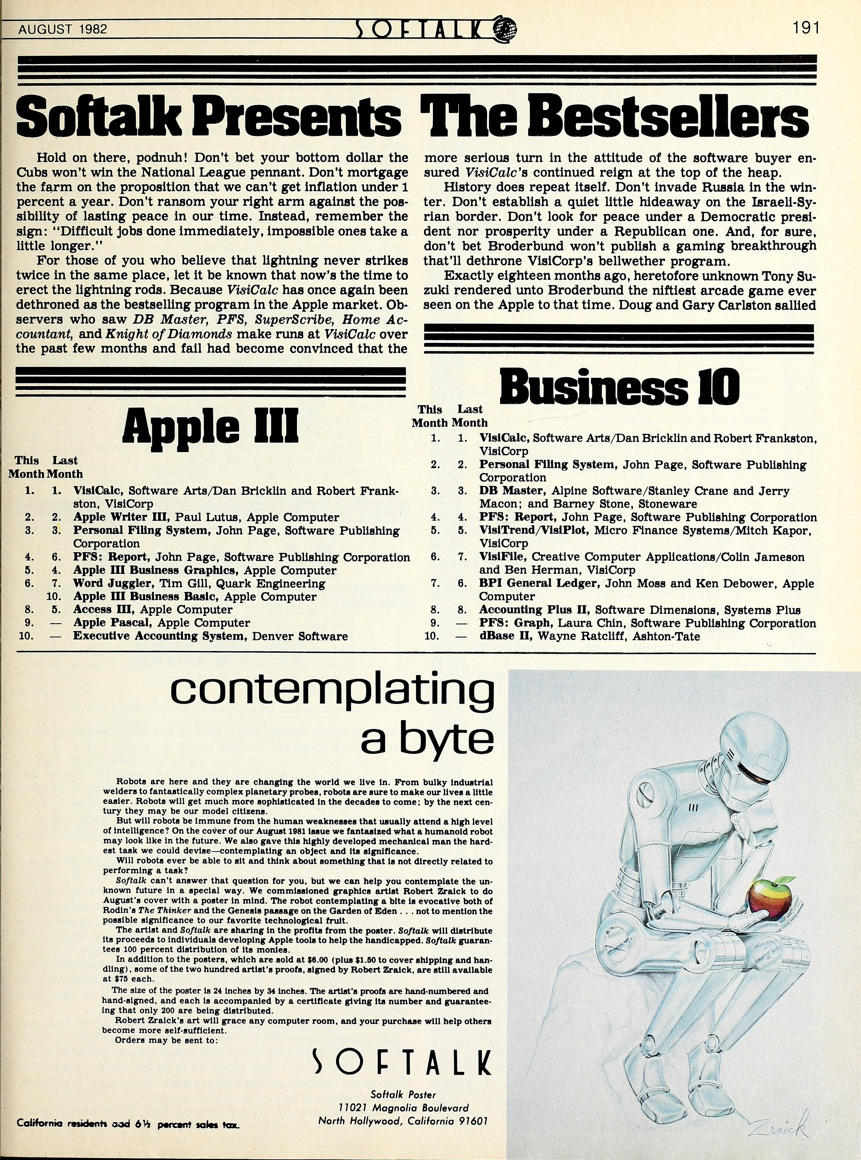 AUGUST 1982
SOFTALK
191
Softalk Presents The Bestsellers
Hold on there, podnuh! Don't bet your bottom dollar the
Cubs won't win the National League pennant. Don't mortgage
the farm on the proposition that we can't get inflation under 1
percent a year. Don't ransom your right arm against the pos-
sibility of lasting peace in our time. Instead, remember the
sign: "Difficult jobs done immediately, impossible ones take a
little longer."
For those of you who believe that lightning never strikes
twice in the same place, let it be known that now's the time to
erect the lightning rods. Because VisiCalc has once again been
dethroned as the bestselling program in the Apple market. Ob-
servers who saw DB Master, PFS, SuperScribe, Home Ac-
countant, and Knight of Diamonds make runs at VisiCalc over
the past few months and fail had become convinced that the
more serious turn in the attitude of the software buyer en-
sured VisiCalc's continued reign at the top of the heap.
History does repeat itself. Don't invade Russia in the win-
ter. Don't establish a quiet little hideaway on the Israeli-Sy-
rian border. Don't look for peace under a Democratic presi-
dent nor prosperity under a Republican one. And, for sure,
don't bet Broderbund won't publish a gaming breakthrough
that'll dethrone VisiCorp's bellwether program.
Exactly eighteen months ago, heretofore unknown Tony Su-
zuki rendered unto Broderbund the niftiest arcade game ever
seen on the Apple to that time. Doug and Gary Carlston sallied
Apple III
This Last
Month Month
1. 1. VisiCalc, Software Arts/Dan Bricklin and Robert Frank-
ston, VisiCorp
2. 2. Apple Writer III, Paul Lutus, Apple Computer
3. 3. Personal Filing System, John Page, Software Publishing
Corporation
4. 6. PFS: Report, John Page, Software Publishing Corporation
5. 4. Apple III Business Graphics, Apple Computer
6. 7. Word Juggler, Tim Gill, Quark Engineering
10. Apple III Business Basic, Apple Computer
8. 5. Access III, Apple Computer
9. — Apple Pascal, Apple Computer
10. — Executive Accounting System, Denver Software
Business 10
This Last
Month Month
1. 1. VisiCalc, Software Arts/Dan Bricklin and Robert Frankston,
VisiCorp
2. 2. Personal Filing System, John Page, Software Publishing
Corporation
3. 3. DB Master, Alpine Software/Stanley Crane and Jerry
Macon; and Barney Stone, Stoneware
4. 4. PFS: Report, John Page, Software Publishing Corporation
5. 5. VisiTrend/VisiPlot, Micro Finance Systems/Mitch Kapor,
VisiCorp
6. 7. VisiFile, Creative Computer Applications/Colin Jameson
and Ben Herman, VisiCorp
7. 6. BPI General Ledger, John Moss and Ken Debower, Apple
Computer
8. 8. Accounting Plus II, Software Dimensions, Systems Plus
9. — PFS: Graph, Laura Chin, Software Publishing Corporation
10. — dBase II, Wayne Ratcliff, Ashton-Tate
contemplating
a byte
Robots are here and they are changing the world we live in. From bulky industrial
welders to fantastically complex planetary probes, robots are sure to make our lives a little
easier. Robots will get much more sophisticated in the decades to come; by the next cen-
tury they may be our model citizens.
But will robots be immune from the human weaknesses that usually attend a high level
of intelligence? On the cover of our August 1981 issue we fantasized what a humanoid robot
may look like in the future. We also gave this highly developed mechanical man the hard-
est task we could devise—contemplating an object and its significance.
Will robots ever be able to sit and think about something that is not directly related to
performing a task?
Softalk can't answer that question for you, but we can help you contemplate the un-
known future in a special way. We commissioned graphics artist Robert Zraick to do
August's cover with a poster in mind. The robot contemplating a bite is evocative both of
Rodin's The Thinker and the Genesis passage on the Garden of Eden . . . not to mention the
possible significance to our favorite technological fruit.
The artist and Softalk are sharing in the profits from the poster. Softalk will distribute
its proceeds to individuals developing Apple tools to help the handicapped. Softalk guaran-
tees 100 percent distribution of its monies.
In addition to the posters, which are sold at $6.00 (plus $1.50 to cover shipping and han-
dling), some of the two hundred artist's proofs, signed by Robert Zraick, are still available
at $75 each.
The size of the poster is 24 inches by 34 inches. The artist's proofs are hand-numbered and
hand-signed, and each is accompanied by a certificate giving its number and guarantee-
ing that only 200 are being distributed.
Robert Zraick's art will grace any computer room, and your purchase will help others
become more self-sufficient.
Orders may be sent to:
SOFTALK
Softalk Poster
11021 Magnolia Boulevard
North Hollywood, California 91601
California residents add 6½ percent sales tax.
Zraick